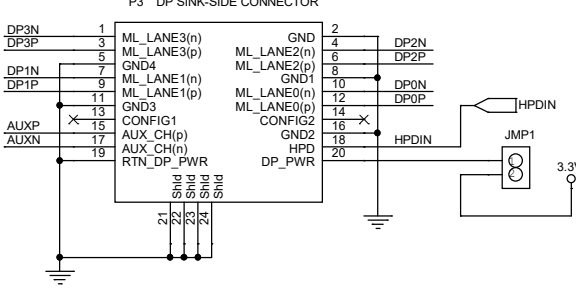 P3 DP SINK-SIDE CONNECTOR
DP3N 1 ML_LANE3(n) GND 2
DP3P 3 ML_LANE3(p) ML_LANE2(n) 4 DP2N
5 GND4 ML_LANE2(p) 6 DP2P
DP1N 7 ML_LANE1(n) GND1 8
DP1P 9 ML_LANE1(p) ML_LANE0(n) 10 DP0N
11 GND3 ML_LANE0(p) 12 DP0P
13 CONFIG1 CONFIG2 14
AUXP 15 AUX_CH(p) GND2 16
AUXN 17 AUX_CH(n) HPD 18 HPDIN
19 RTN_DP_PWR DP_PWR 20
HPDIN
JMP1
1
2
3.3V
Shld Shld Shld Shld
21 22 23 24